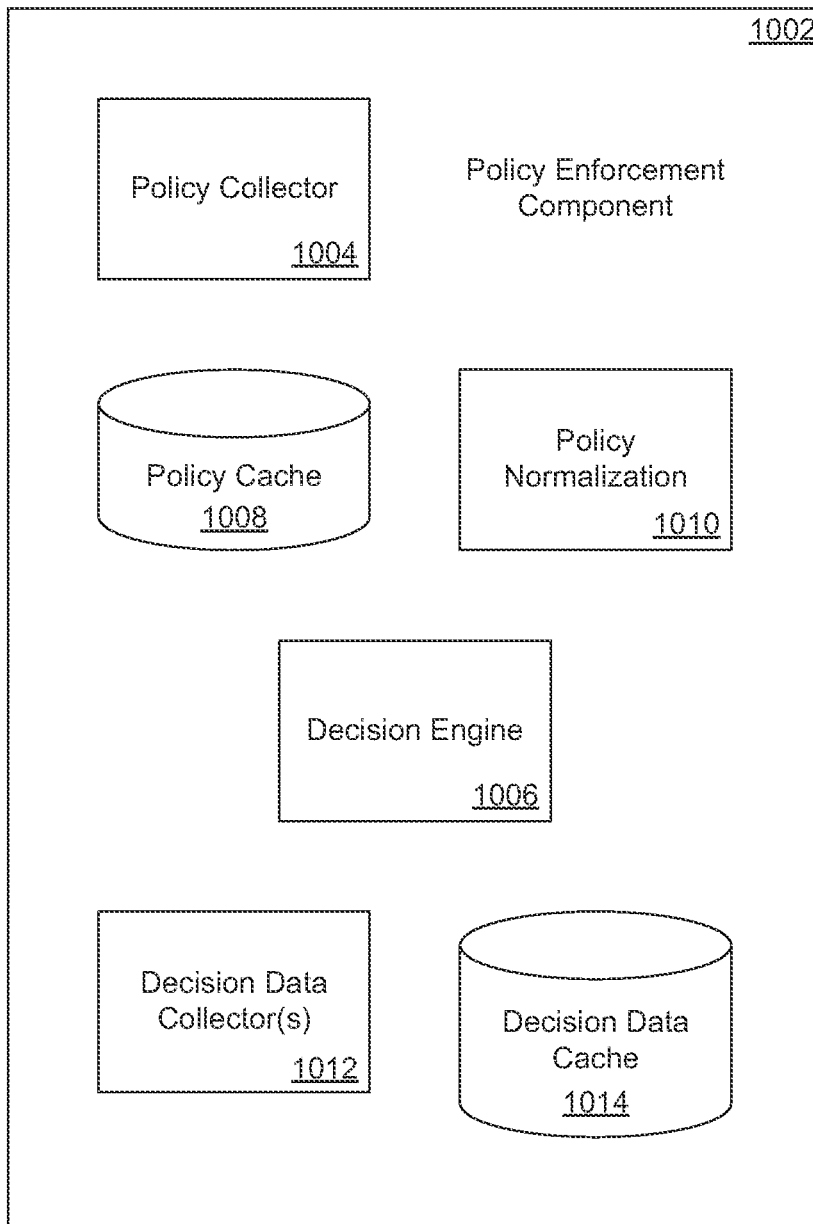 1002
Policy Collector
1004
Policy Enforcement
Component
Policy Cache
1008
Policy
Normalization
1010
Decision Engine
1006
Decision Data
Collector(s)
1012
Decision Data
Cache
1014